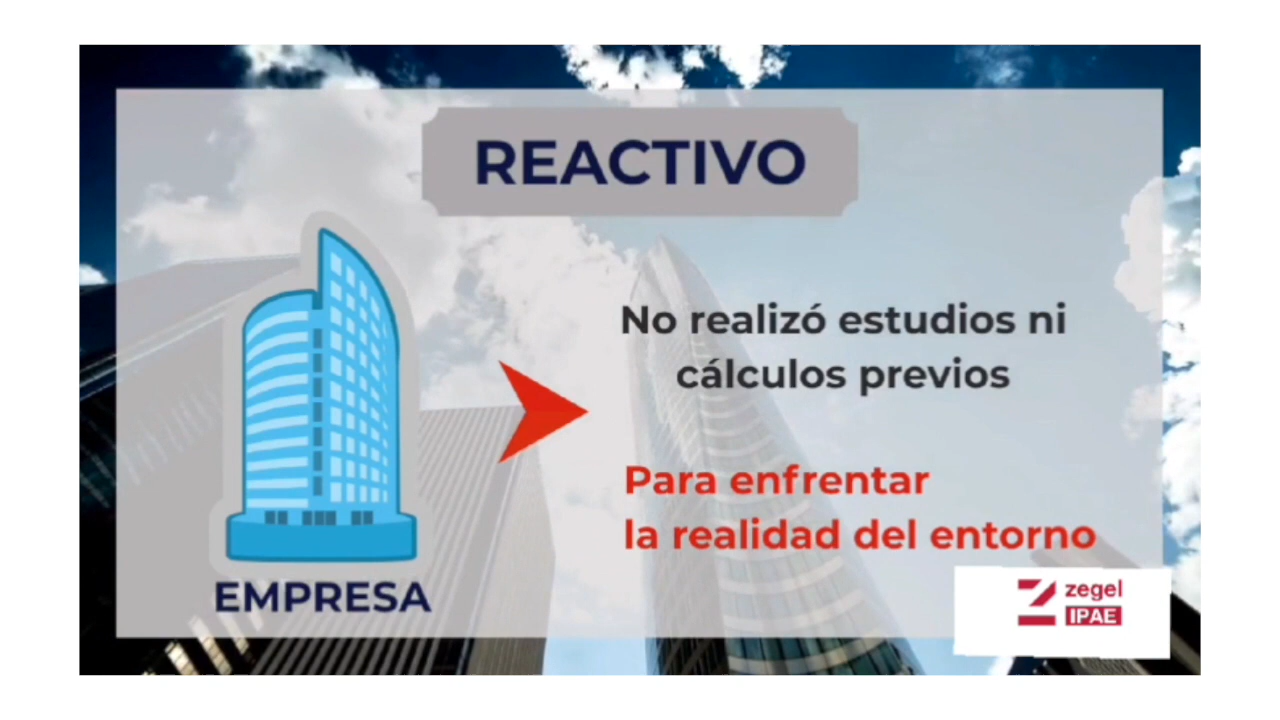 REACTIVO
No realizó estudios ni
cálculos previos
Para enfrentar
la realidad del entorno
EMPRESA
zegel
IPAE